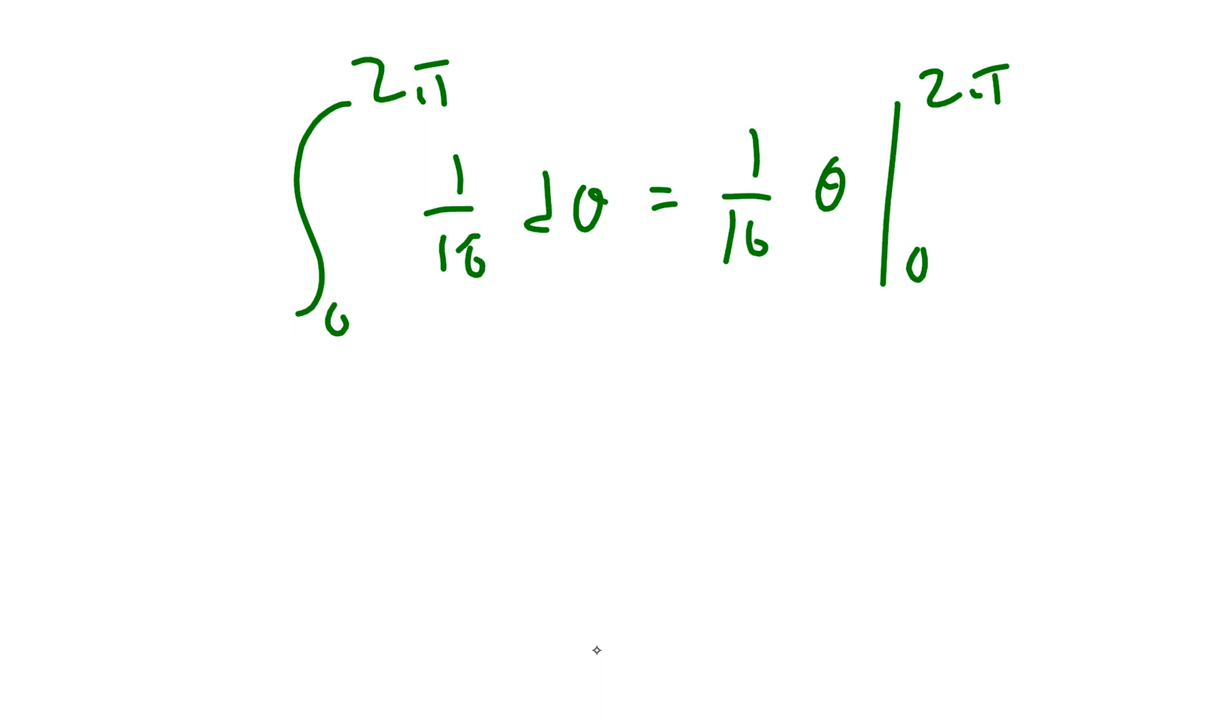 ∫₀^{2π} 1/16 dθ = 1/16 θ |₀^{2π}